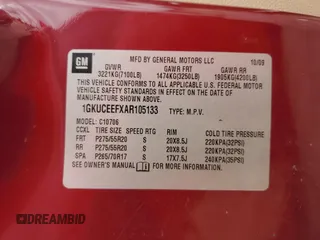 GM
MFD BY GENERAL MOTORS LLC 10/09
GVWR GAWR FRT GAWR RR
3221KG(7100LB) 1474KG(3250LB) 1905KG(4200LB)
THIS VEHICLE CONFORMS TO ALL APPLICABLE U.S. FEDERAL MOTOR
VEHICLE SAFETY STANDARDS IN EFFECT ON THE DATE OF
MANUFACTURE SHOWN ABOVE.
1GKUCEEFXAR105133 TYPE: M.P.V.
MODEL: C10706
TIRE SIZE SPEED RTG RIM COLD TIRE PRESSURE
FRT P275/55R20 S 20X8.5J 220KPA(32PSI)
RR P275/55R20 S 20X8.5J 220KPA(32PSI)
SPA P265/70R17 S 17X7.5J 240KPA(35PSI)
SEE OWNER'S MANUAL FOR ADDITIONAL INFORMATION.
DREAMBID